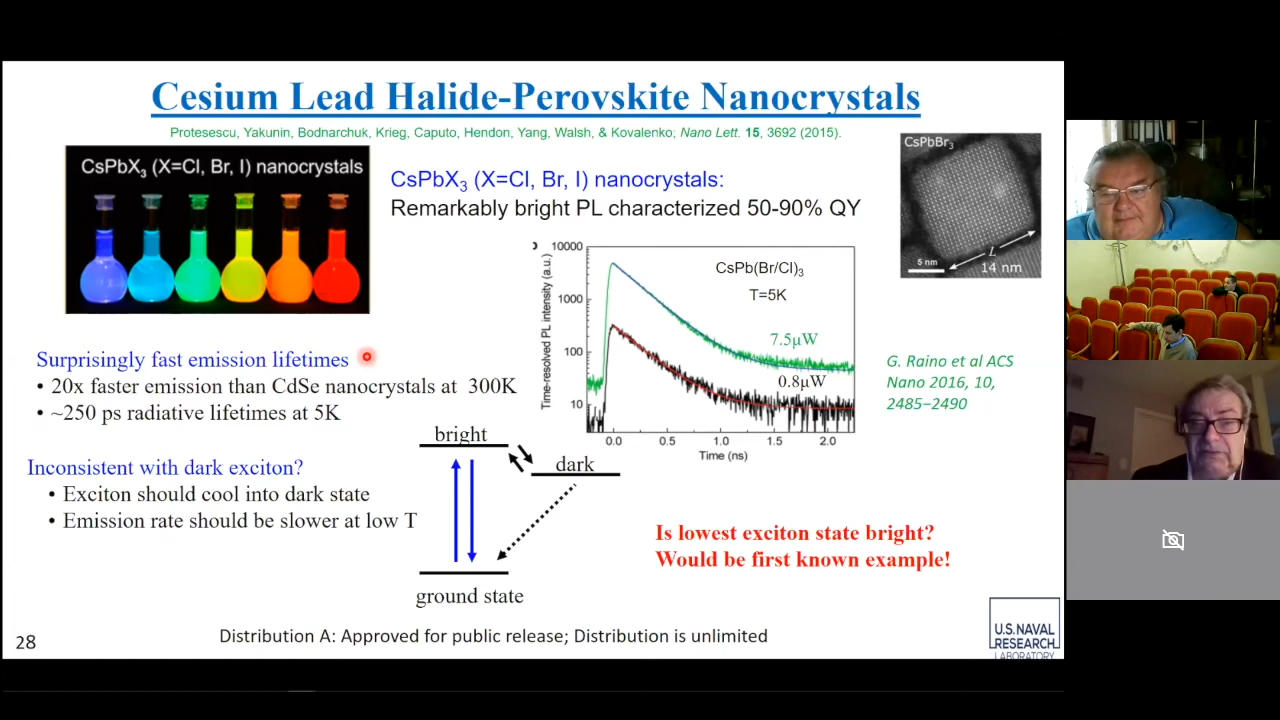 Cesium Lead Halide-Perovskite Nanocrystals
Protesescu, Yakunin, Bodnarchuk, Krieg, Caputo, Hendon, Yang, Walsh, & Kovalenko; Nano Lett. 15, 3692 (2015).
CsPbX3 (X=Cl, Br, I) nanocrystals
CsPbX3 (X=Cl, Br, I) nanocrystals:
Remarkably bright PL characterized 50-90% QY
CsPbBr3
L
5 nm
14 nm
Time-resolved PL intensity (a.u.)
10000
1000
100
10
CsPb(Br/Cl)3
T=5K
7.5µW
0.8µW
0.0 0.5 1.0 1.5 2.0
Time (ns)
G. Raino et al ACS
Nano 2016, 10,
2485−2490
Surprisingly fast emission lifetimes
• 20x faster emission than CdSe nanocrystals at 300K
• ~250 ps radiative lifetimes at 5K
Inconsistent with dark exciton?
• Exciton should cool into dark state
• Emission rate should be slower at low T
bright
dark
ground state
Is lowest exciton state bright?
Would be first known example!
28
Distribution A: Approved for public release; Distribution is unlimited
U.S. NAVAL
RESEARCH
LABORATORY